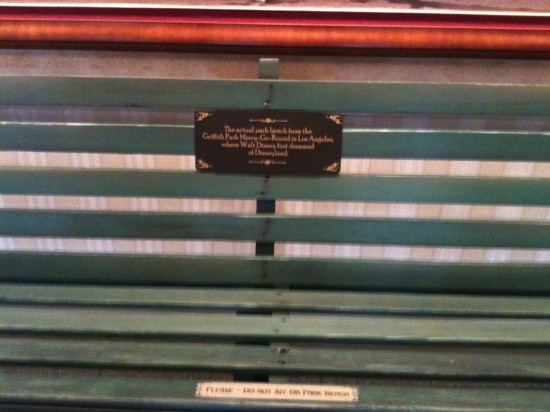 The actual park bench from the
Griffith Park Merry-Go-Round in Los Angeles,
where Walt Disney first dreamed
of Disneyland.
PLEASE - DO NOT SIT ON PARK BENCH